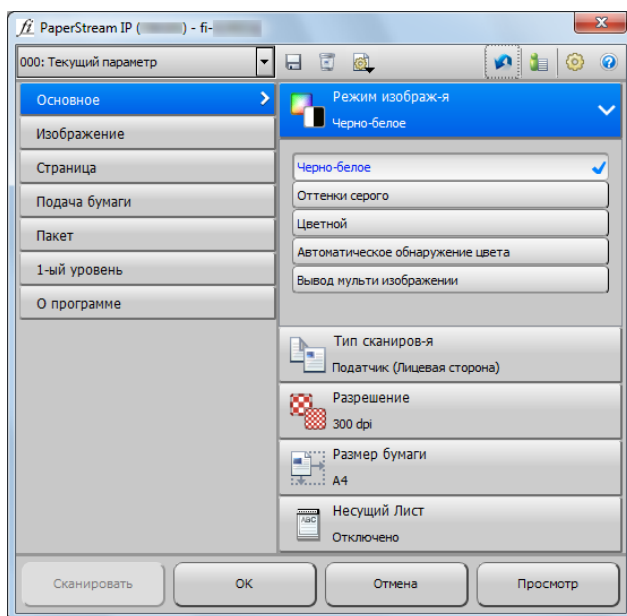 fi PaperStream IP ( ) - fi-
000: Текущий параметр
Основное
Изображение
Страница
Подача бумаги
Пакет
1-ый уровень
О программе
Режим изображ-я
Черно-белое
Черно-белое
Оттенки серого
Цветной
Автоматическое обнаружение цвета
Вывод мульти изображении
Тип сканиров-я
Податчик (Лицевая сторона)
Разрешение
300 dpi
Размер бумаги
A4
ABC
Несущий Лист
Отключено
Сканировать
OK
Отмена
Просмотр